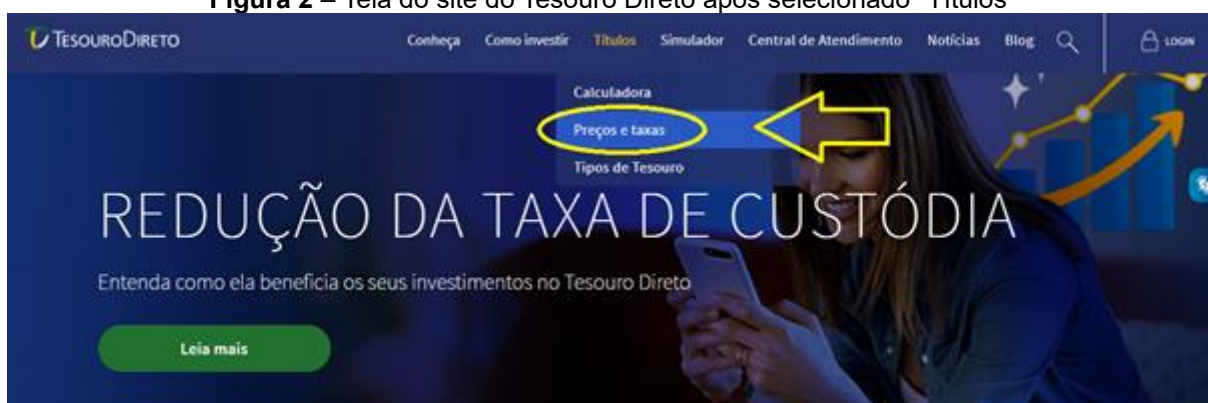 Figura 2 – Tela do site do Tesouro Direto após selecionado "Títulos"
TESOURODIRETO Conheça Como investir Títulos Simulador Central de Atendimento Notícias Blog LOGIN
Calculadora
Preços e taxas
Tipos de Tesouro
REDUÇÃO DA TAXA DE CUSTÓDIA
Entenda como ela beneficia os seus investimentos no Tesouro Direto
Leia mais